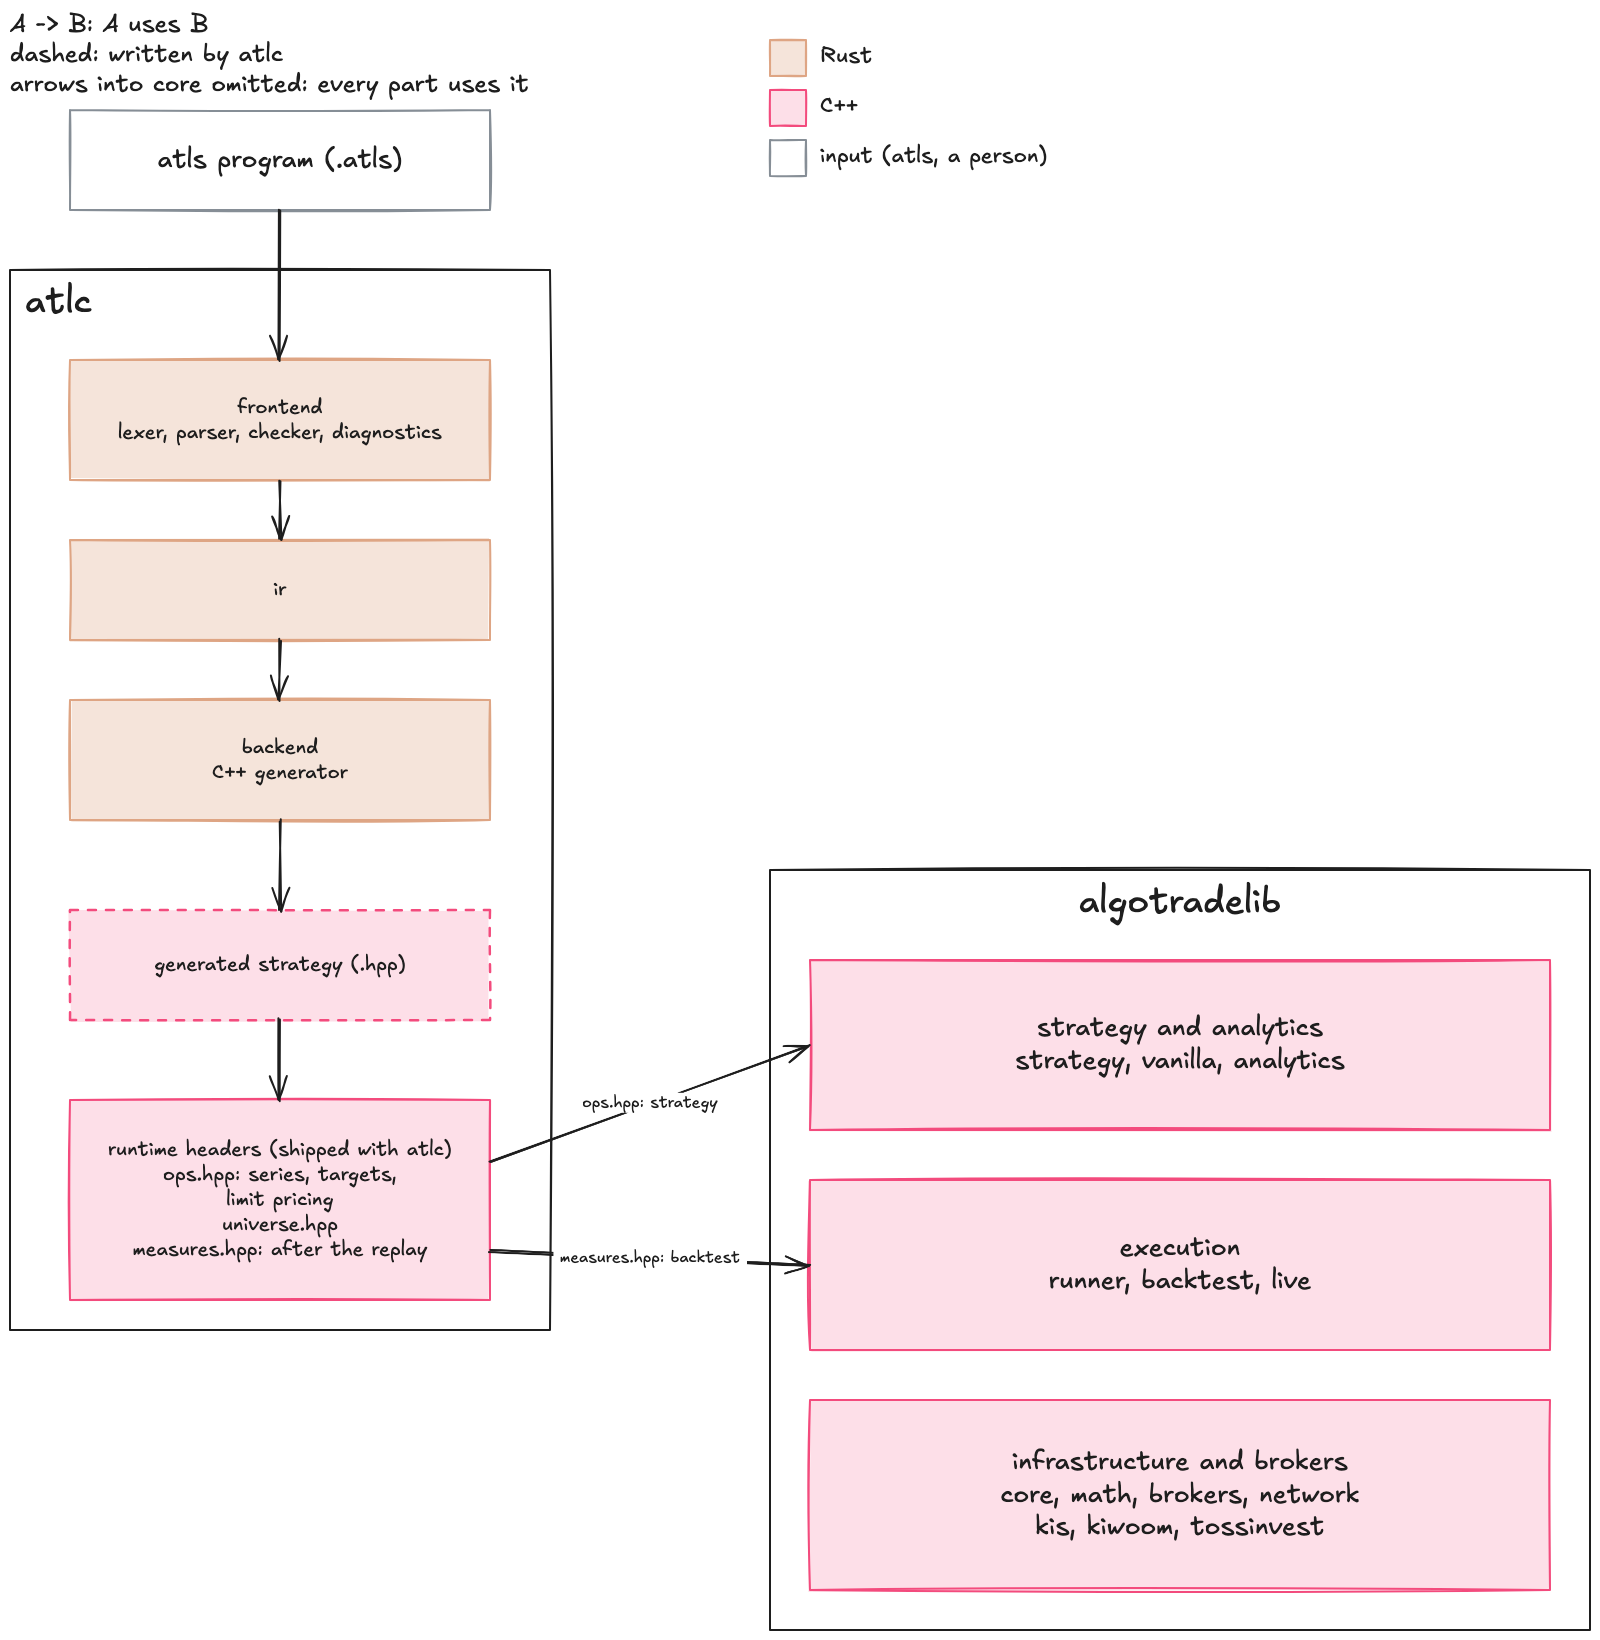 A -> B: A uses B
dashed: written by atlc
arrows into core omitted: every part uses it
Rust
C++
input (atls, a person)
atls program (.atls)
atlc
frontend
lexer, parser, checker, diagnostics
ir
backend
C++ generator
generated strategy (.hpp)
runtime headers (shipped with atlc)
ops.hpp: series, targets,
limit pricing
universe.hpp
measures.hpp: after the replay
ops.hpp: strategy
measures.hpp: backtest
algotradelib
strategy and analytics
strategy, vanilla, analytics
execution
runner, backtest, live
infrastructure and brokers
core, math, brokers, network
kis, kiwoom, tossinvest